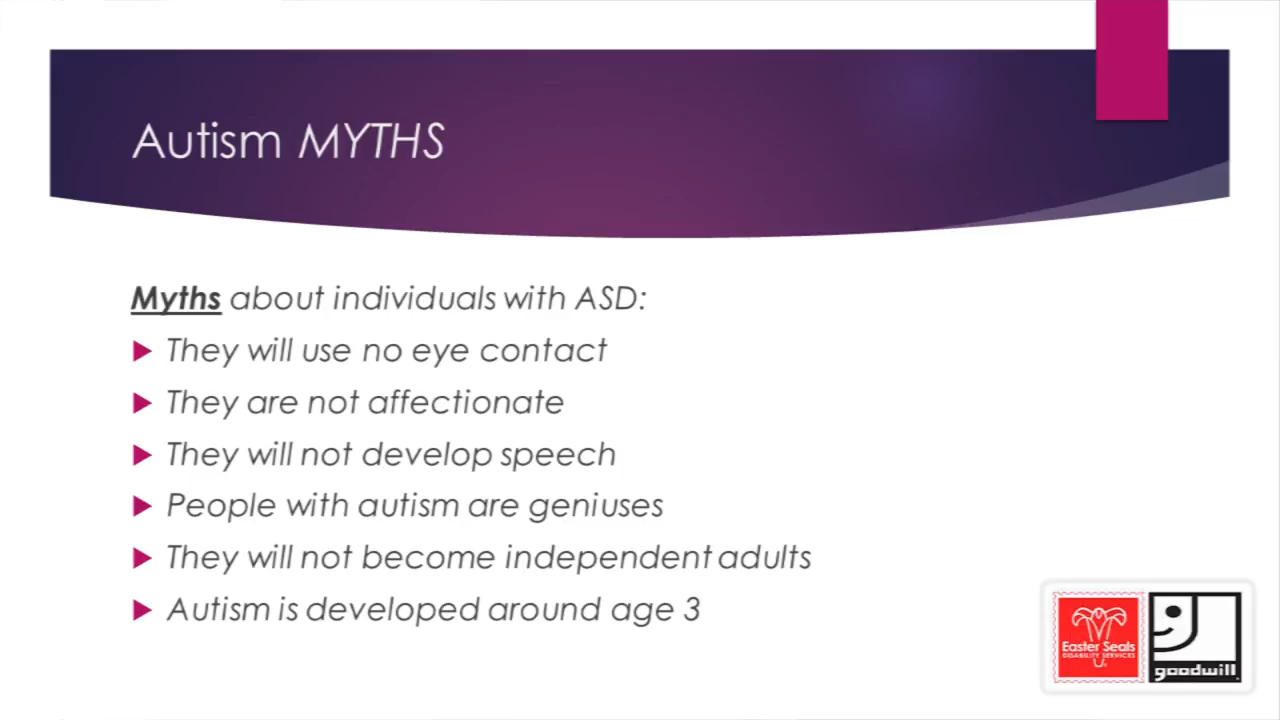 Autism MYTHS
Myths about individuals with ASD:
They will use no eye contact
They are not affectionate
They will not develop speech
People with autism are geniuses
They will not become independent adults
Autism is developed around age 3
Easter Seals
DISABILITY SERVICES
goodwill